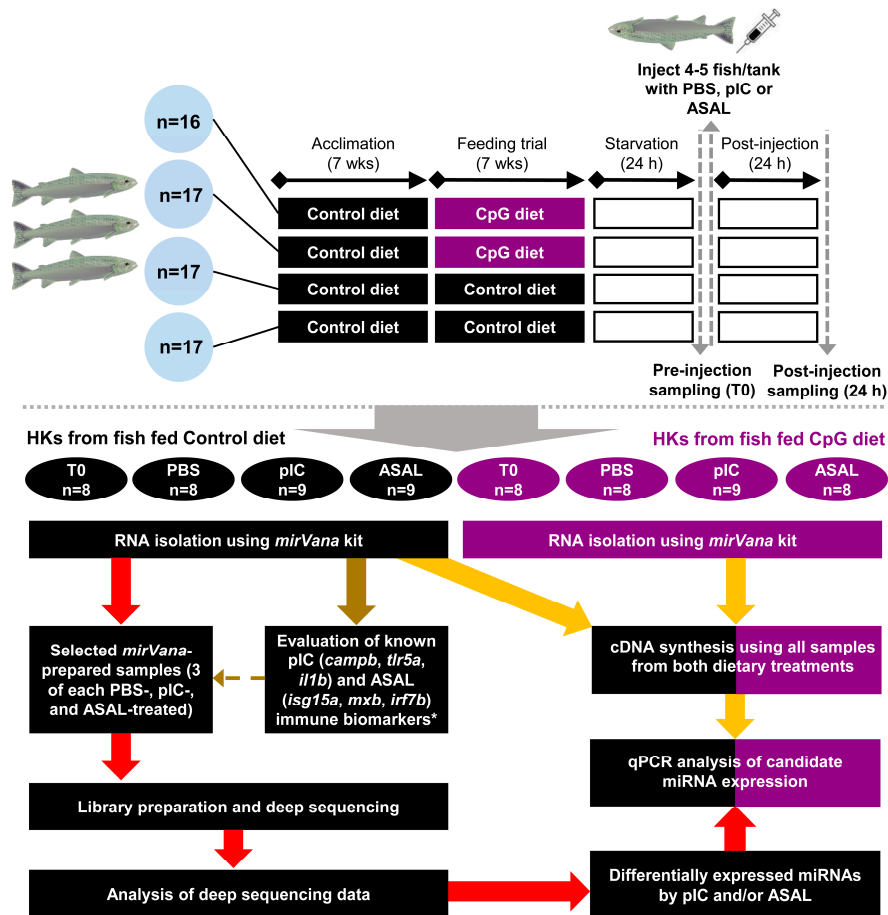 Inject 4-5 fish/tank
with PBS, pIC or
ASAL
n=16
n=17
n=17
n=17
Acclimation
(7 wks)
Feeding trial
(7 wks)
Starvation
(24 h)
Post-injection
(24 h)
Control diet
CpG diet
Control diet
CpG diet
Control diet
Control diet
Control diet
Control diet
Pre-injection
sampling (T0)
Post-injection
sampling (24 h)
HKs from fish fed Control diet
HKs from fish fed CpG diet
T0
n=8
PBS
n=8
pIC
n=9
ASAL
n=9
T0
n=8
PBS
n=8
pIC
n=9
ASAL
n=8
RNA isolation using mirVana kit
RNA isolation using mirVana kit
Selected mirVana-
prepared samples (3
of each PBS-, pIC-,
and ASAL-treated)
Evaluation of known
pIC (campb, tlr5a,
il1b) and ASAL
(isg15a, mxb, irf7b)
immune biomarkers*
cDNA synthesis using all samples
from both dietary treatments
qPCR analysis of candidate
miRNA expression
Library preparation and deep sequencing
Analysis of deep sequencing data
Differentially expressed miRNAs
by pIC and/or ASAL